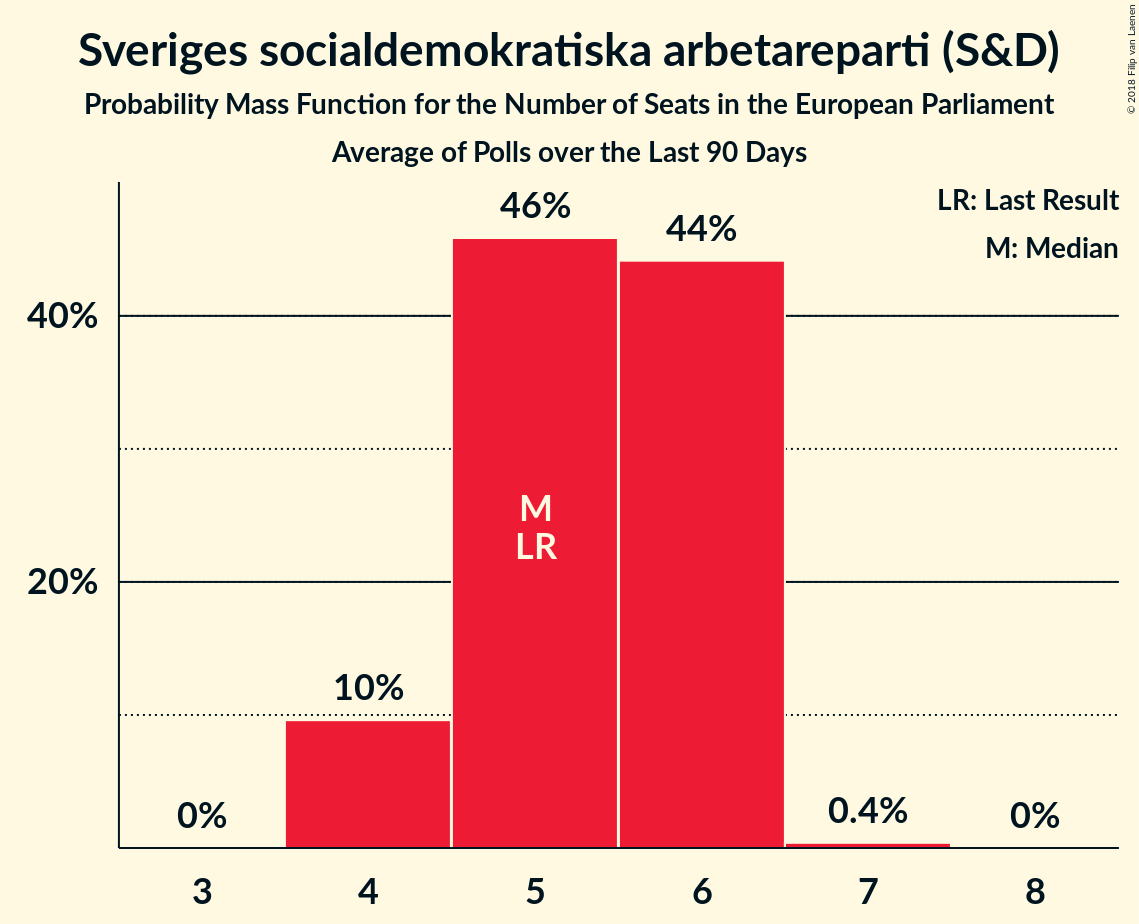 Sveriges socialdemokratiska arbetareparti (S&D)
Probability Mass Function for the Number of Seats in the European Parliament
Average of Polls over the Last 90 Days
© 2018 Filip van Laenen
LR: Last Result
M: Median
46%
44%
40%
M
LR
20%
10%
0%
0.4%
0%
3 4 5 6 7 8